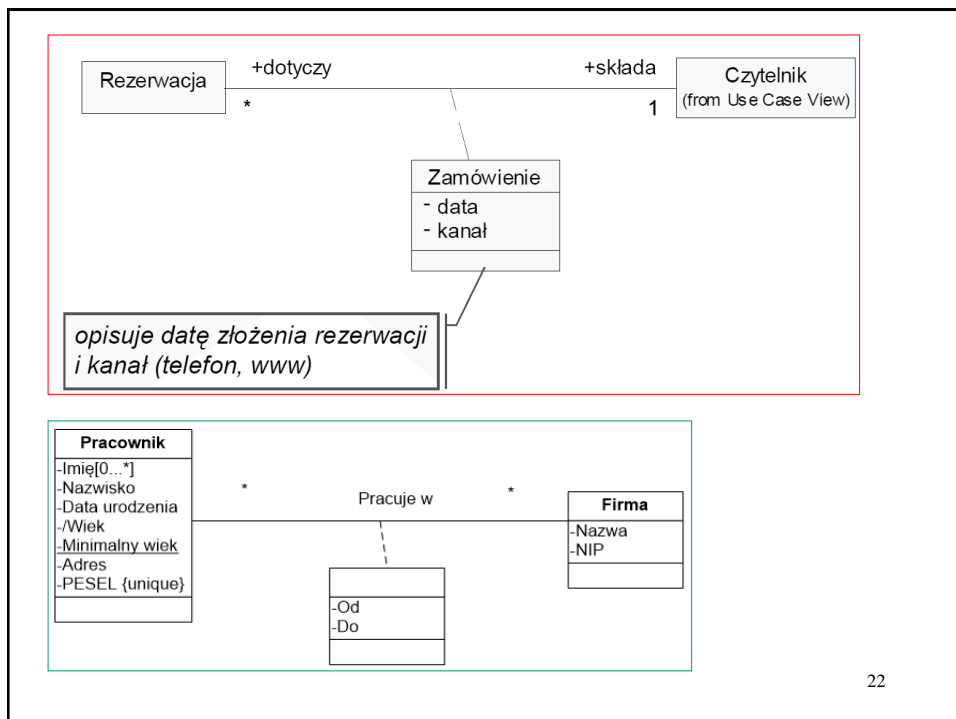 Rezerwacja
+dotyczy
*
+składa
1
Czytelnik
(from Use Case View)
Zamówienie
- data
- kanał
opisuje datę złożenia rezerwacji
i kanał (telefon, www)
Pracownik
-Imię[0...*]
-Nazwisko
-Data urodzenia
-/Wiek
-Minimalny wiek
-Adres
-PESEL {unique}
*
Pracuje w
*
Firma
-Nazwa
-NIP
-Od
-Do
22